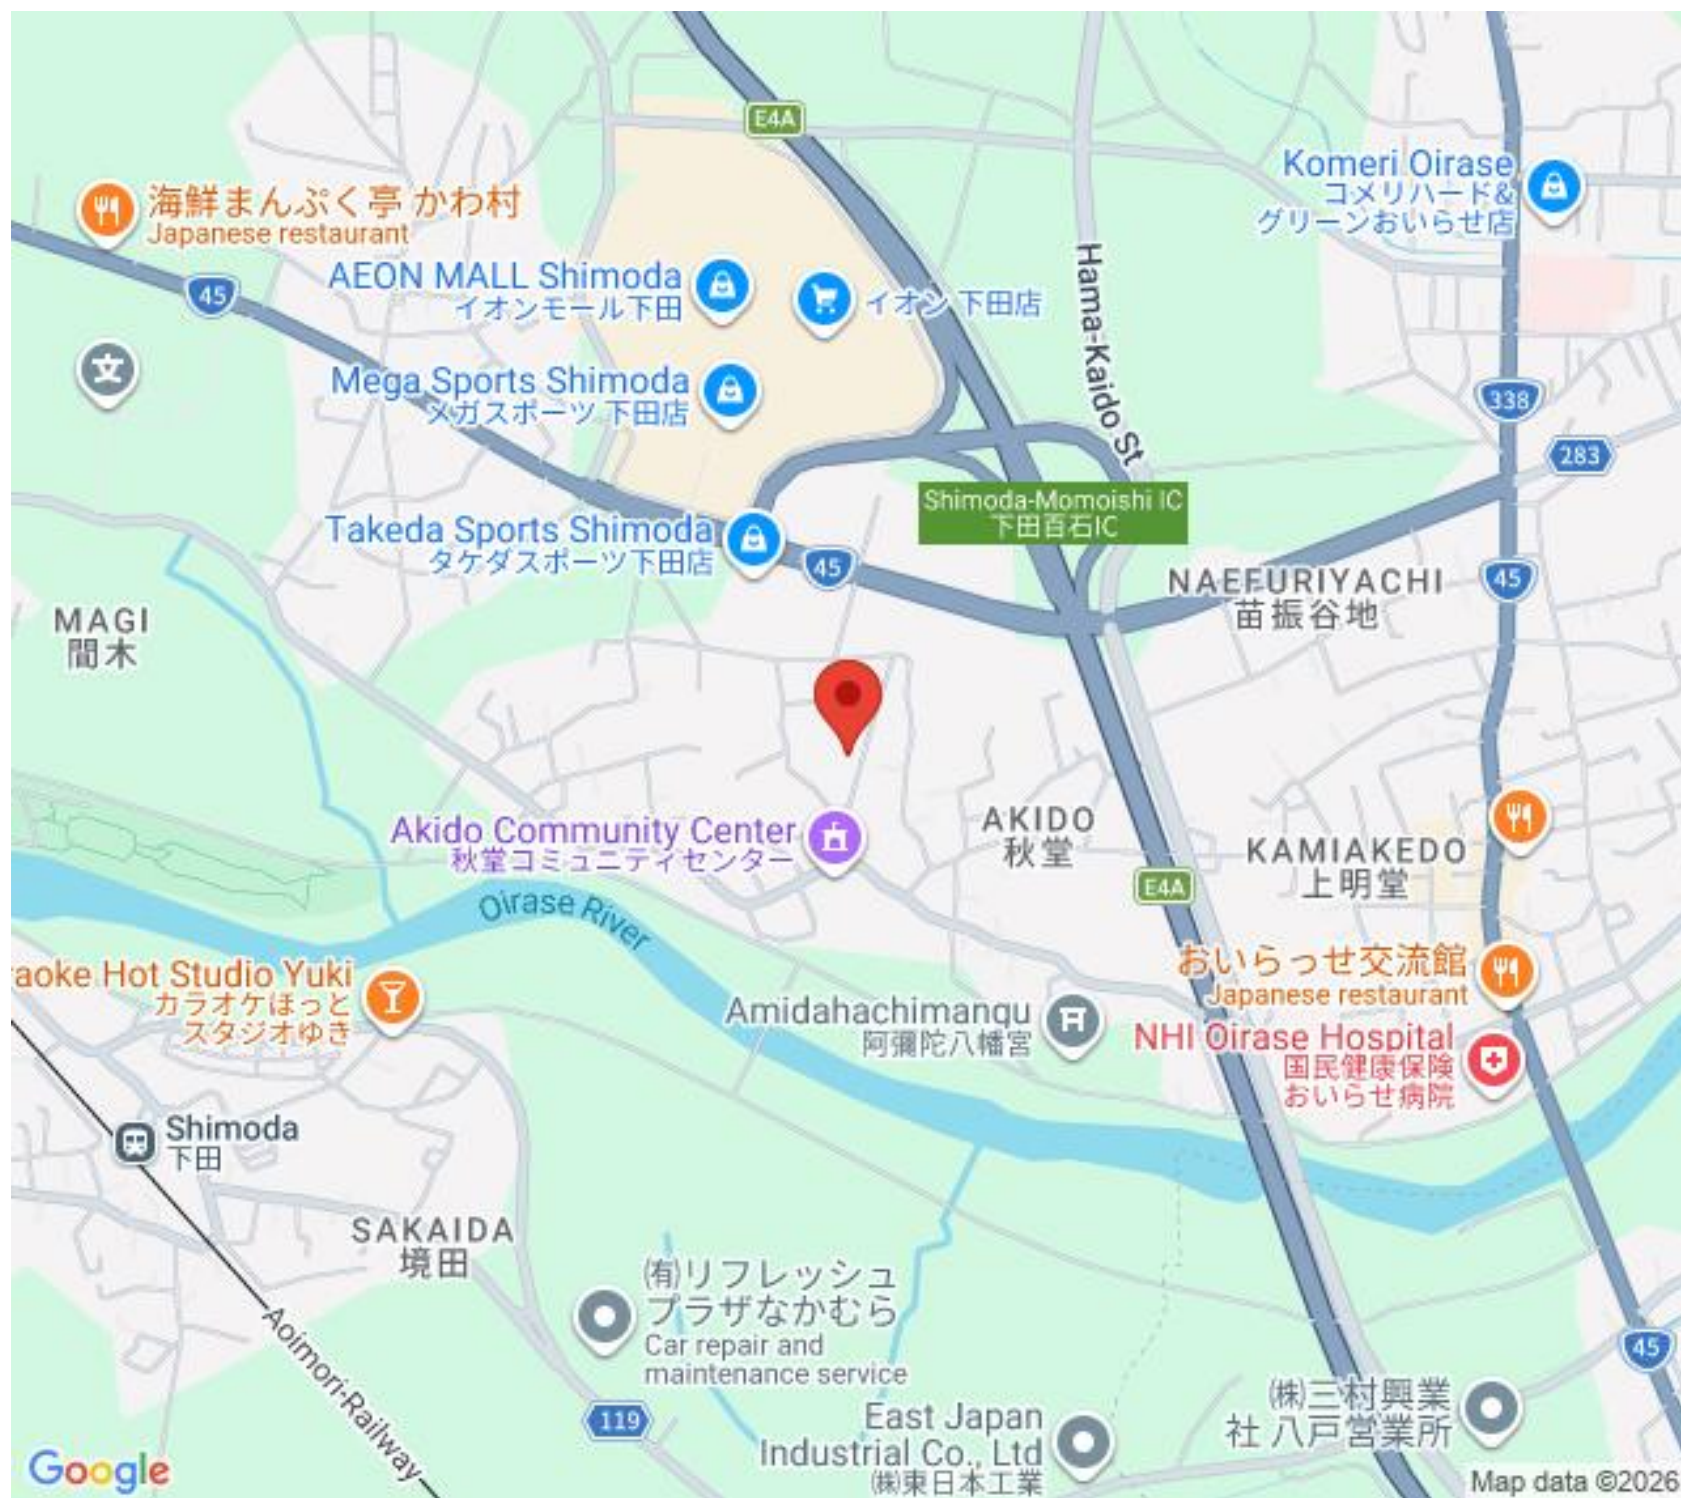 E4A
Komeri Oirase
コメリハード&
グリーンおいらせ店
海鮮まんぷく亭 かわ村
Japanese restaurant
45
AEON MALL Shimoda
イオンモール下田
イオン 下田店
Hama-Kaido St
文
Mega Sports Shimoda
メガスポーツ 下田店
338
283
Shimoda-Momoishi IC
下田百石IC
Takeda Sports Shimoda
タケダスポーツ下田店
45
NAEFURIYACHI
苗振谷地
45
MAGI
間木
AKIDO
秋堂
Akido Community Center
秋堂コミュニティセンター
KAMIAKEDO
上明堂
E4A
Oirase River
おいらっせ交流館
Japanese restaurant
aoke Hot Studio Yuki
カラオケほっと
スタジオゆき
Amidahachimanqu
阿彌陀八幡宮
NHI Oirase Hospital
国民健康保険
おいらせ病院
Shimoda
下田
SAKAIDA
境田
㈲リフレッシュ
プラザなかむら
Car repair and
maintenance service
Aoimori-Railway
45
119
East Japan
Industrial Co., Ltd
㈱東日本工業
㈱三村興業
社 八戸営業所
Google
Map data ©2026